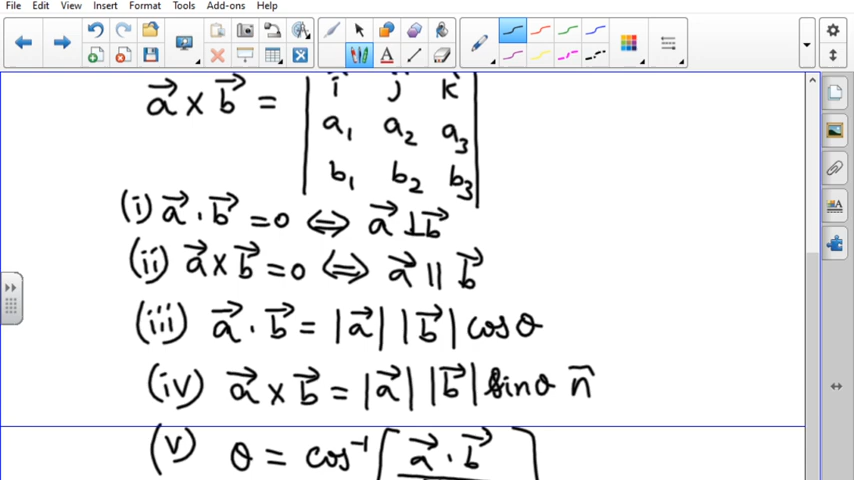 File Edit View Insert Format Tools Add-ons Help
a⃗ × b⃗ = | i j k |
| a₁ a₂ a₃ |
| b₁ b₂ b₃ |
(i) a⃗ . b⃗ = 0 ⟺ a⃗ ⊥ b⃗
(ii) a⃗ × b⃗ = 0 ⟺ a⃗ || b⃗
(iii) a⃗ . b⃗ = |a⃗| |b⃗| cos θ
(iv) a⃗ × b⃗ = |a⃗| |b⃗| sin θ n̄
(v) θ = cos⁻¹ [ a⃗ . b⃗